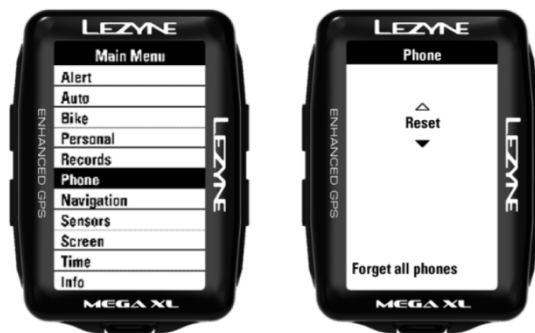 LEZYNE
Main Menu
Alert
Auto
Bike
Personal
Records
Phone
Navigation
Sensors
Screen
Time
Info
ENHANCED GPS
LEZYNE
MEGA XL
LEZYNE
Phone
Reset
Forget all phones
ENHANCED GPS
LEZYNE
MEGA XL